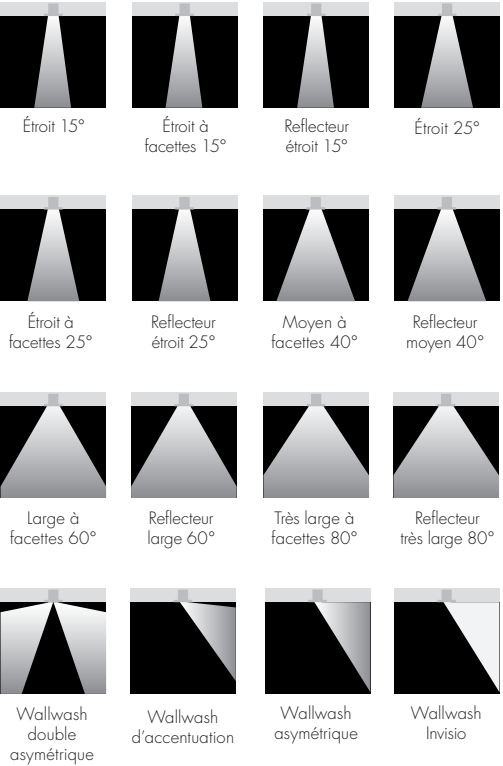 Étroit 15°
Étroit à
facettes 15°
Reflecteur
étroit 15°
Étroit 25°
Étroit à
facettes 25°
Reflecteur
étroit 25°
Moyen à
facettes 40°
Reflecteur
moyen 40°
Large à
facettes 60°
Reflecteur
large 60°
Très large à
facettes 80°
Reflecteur
très large 80°
Wallwash
double
asymétrique
Wallwash
d’accentuation
Wallwash
asymétrique
Wallwash
Invisio